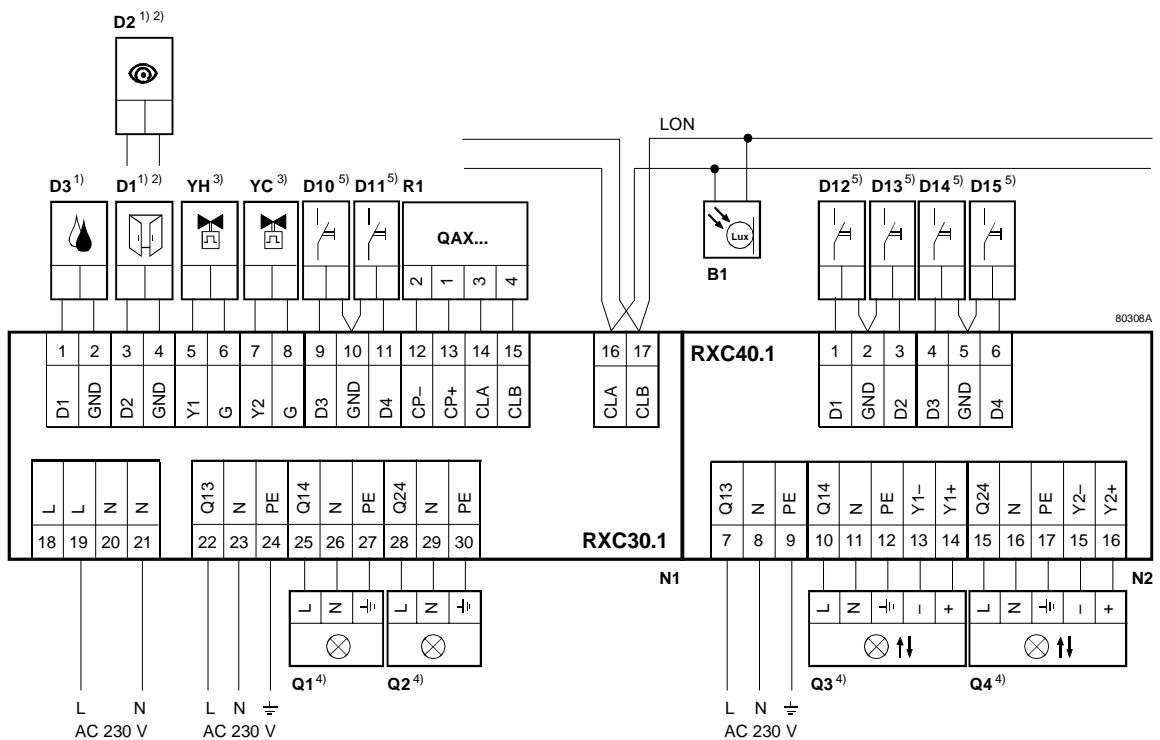 D2 1) 2)
LON
D3 1) D1 1) 2) YH 3) YC 3) D10 5) D11 5) R1 D12 5) D13 5) D14 5) D15 5)
Lux
QAX...
B1
2 1 3 4
80308A
1 2 3 4 5 6 7 8 9 10 11 12 13 14 15 16 17 RXC40.1 1 2 3 4 5 6
D1 GND D2 GND Y1 G Y2 G D3 GND D4 CP– CP+ CLA CLB CLA CLB D1 GND D2 D3 GND D4
L L N N Q13 N PE Q14 N PE Q24 N PE Q13 N PE Q14 N PE Y1– Y1+ Q24 N PE Y2– Y2+
18 19 20 21 22 23 24 25 26 27 28 29 30 RXC30.1 7 8 9 10 11 12 13 14 15 16 17 15 16
N1 N2
L N L N L N – + L N – +
Q1 4) Q2 4) Q3 4) Q4 4)
L N L N L N
AC 230 V AC 230 V AC 230 V